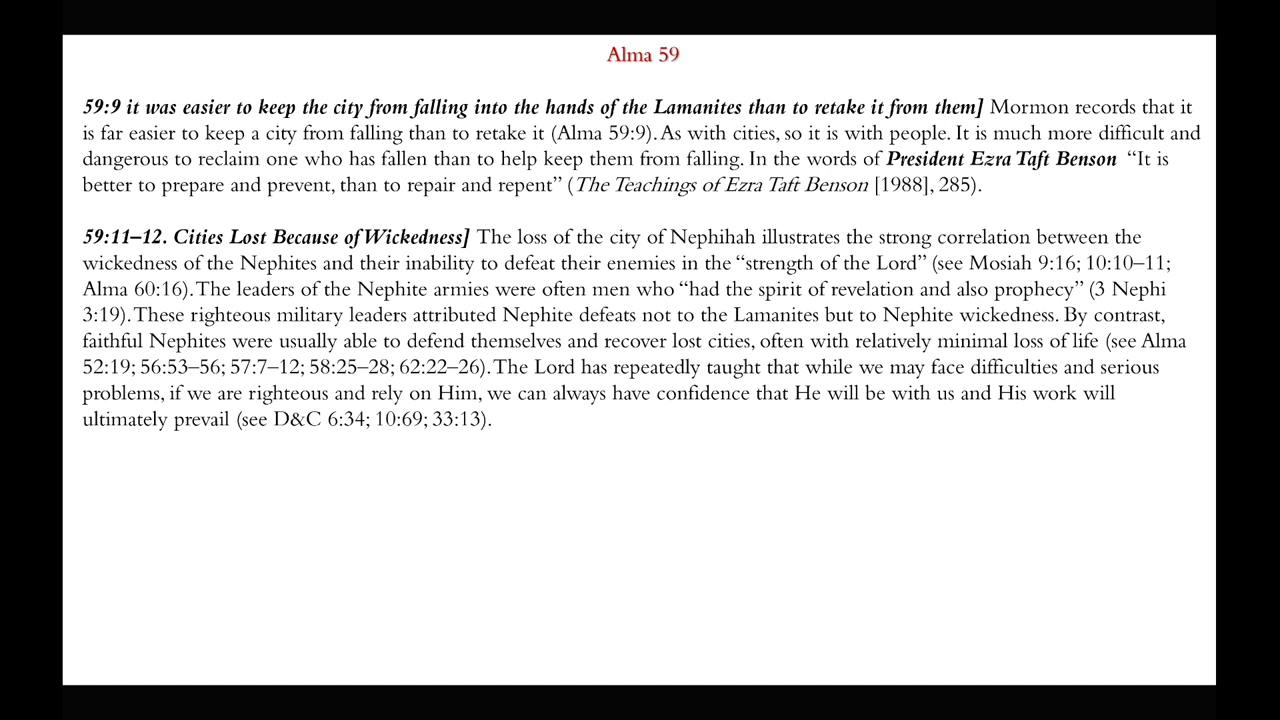 Alma 59
59:9 it was easier to keep the city from falling into the hands of the Lamanites than to retake it from them] Mormon records that it
is far easier to keep a city from falling than to retake it (Alma 59:9). As with cities, so it is with people. It is much more difficult and
dangerous to reclaim one who has fallen than to help keep them from falling. In the words of President Ezra Taft Benson “It is
better to prepare and prevent, than to repair and repent” (The Teachings of Ezra Taft Benson [1988], 285).
59:11–12. Cities Lost Because of Wickedness] The loss of the city of Nephihah illustrates the strong correlation between the
wickedness of the Nephites and their inability to defeat their enemies in the “strength of the Lord” (see Mosiah 9:16; 10:10–11;
Alma 60:16). The leaders of the Nephite armies were often men who “had the spirit of revelation and also prophecy” (3 Nephi
3:19). These righteous military leaders attributed Nephite defeats not to the Lamanites but to Nephite wickedness. By contrast,
faithful Nephites were usually able to defend themselves and recover lost cities, often with relatively minimal loss of life (see Alma
52:19; 56:53–56; 57:7–12; 58:25–28; 62:22–26). The Lord has repeatedly taught that while we may face difficulties and serious
problems, if we are righteous and rely on Him, we can always have confidence that He will be with us and His work will
ultimately prevail (see D&C 6:34; 10:69; 33:13).